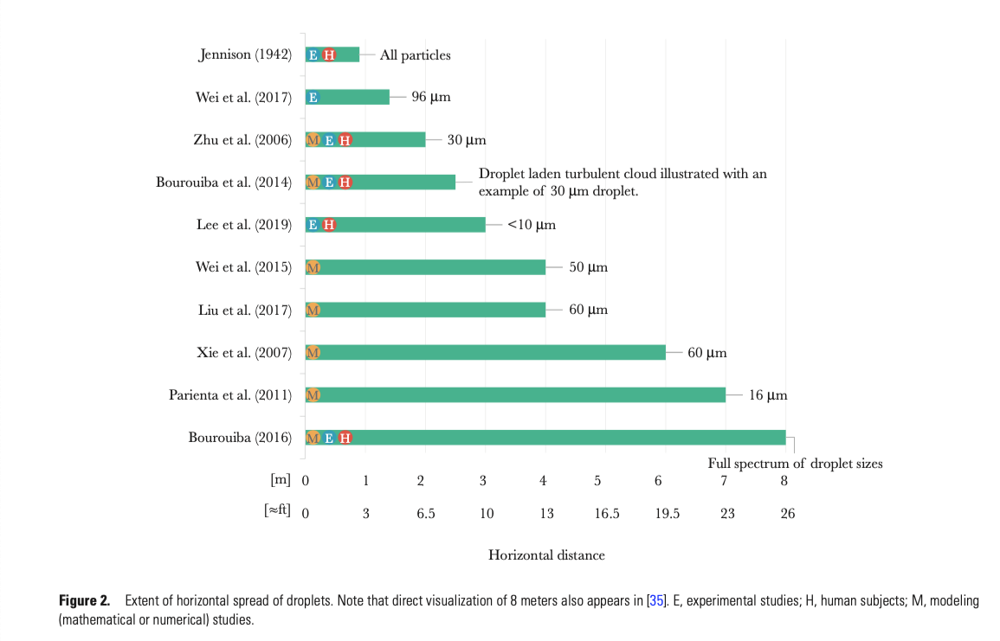 Jennison (1942) E H All particles
Wei et al. (2017) E 96 μm
Zhu et al. (2006) M E H 30 μm
Bourouiba et al. (2014) M E H Droplet laden turbulent cloud illustrated with an
example of 30 μm droplet.
Lee et al. (2019) E H <10 μm
Wei et al. (2015) M 50 μm
Liu et al. (2017) M 60 μm
Xie et al. (2007) M 60 μm
Parienta et al. (2011) M 16 μm
Bourouiba (2016) M E H
Full spectrum of droplet sizes
[m] 0 1 2 3 4 5 6 7 8
[≈ft] 0 3 6.5 10 13 16.5 19.5 23 26
Horizontal distance
Figure 2. Extent of horizontal spread of droplets. Note that direct visualization of 8 meters also appears in [35]. E, experimental studies; H, human subjects; M, modeling
(mathematical or numerical) studies.